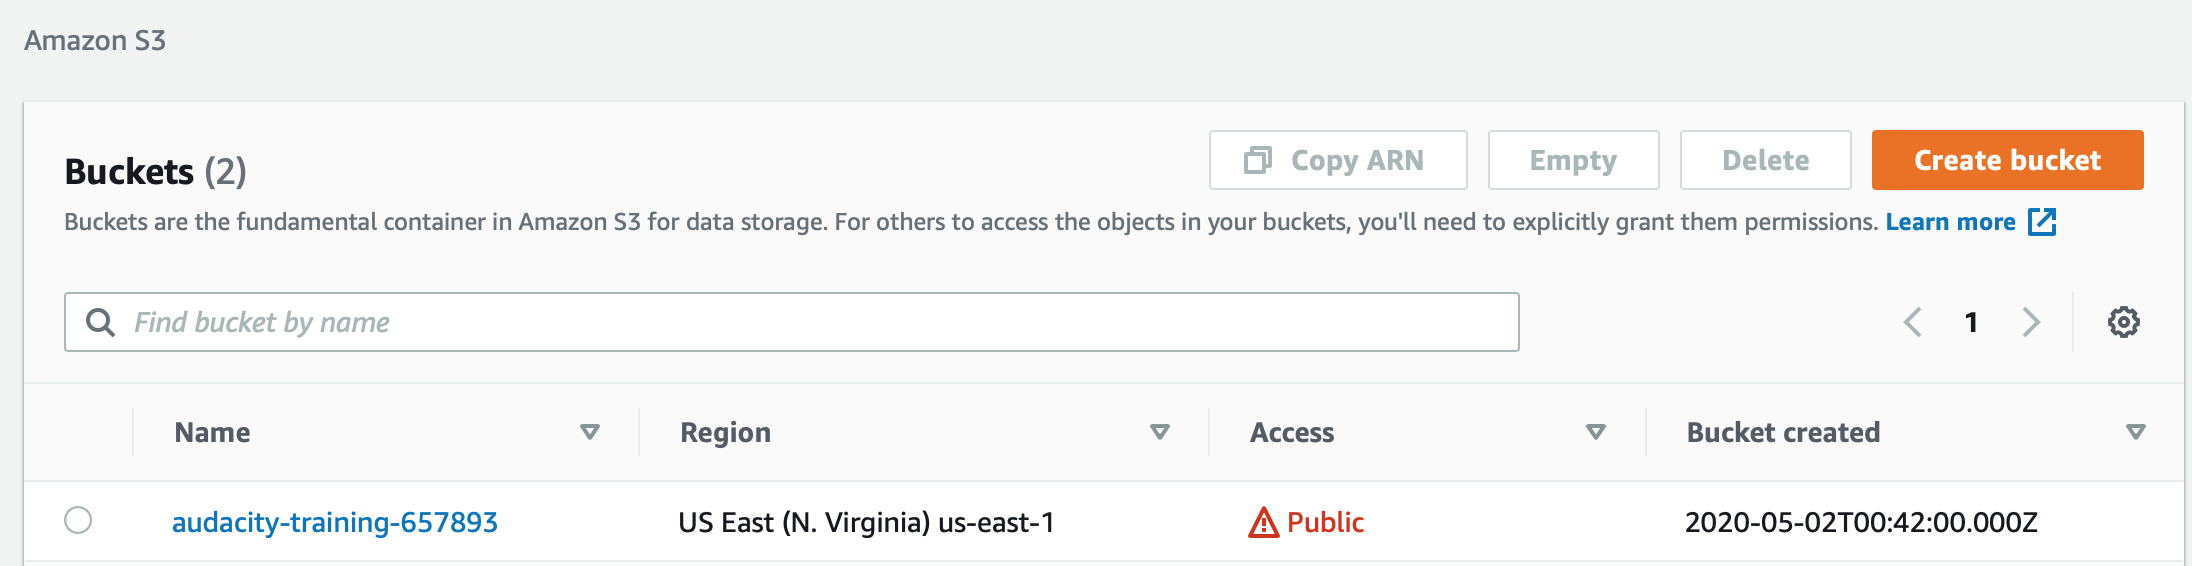 Amazon S3
Buckets (2)
Copy ARN Empty Delete Create bucket
Buckets are the fundamental container in Amazon S3 for data storage. For others to access the objects in your buckets, you'll need to explicitly grant them permissions. Learn more
Find bucket by name 1
Name Region Access Bucket created
audacity-training-657893 US East (N. Virginia) us-east-1 Public 2020-05-02T00:42:00.000Z